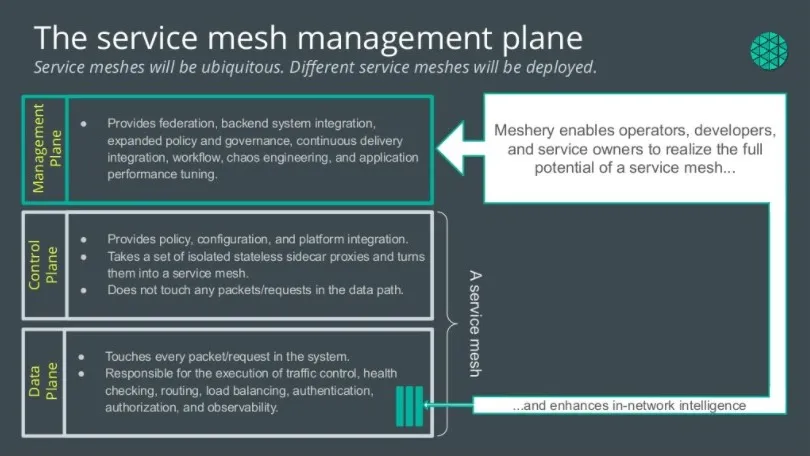 The service mesh management plane
Service meshes will be ubiquitous. Different service meshes will be deployed.
Management
Plane
● Provides federation, backend system integration,
expanded policy and governance, continuous delivery
integration, workflow, chaos engineering, and application
performance tuning.
Meshery enables operators, developers,
and service owners to realize the full
potential of a service mesh...
Control
Plane
● Provides policy, configuration, and platform integration.
● Takes a set of isolated stateless sidecar proxies and turns
them into a service mesh.
● Does not touch any packets/requests in the data path.
A service mesh
Data
Plane
● Touches every packet/request in the system.
● Responsible for the execution of traffic control, health
checking, routing, load balancing, authentication,
authorization, and observability.
...and enhances in-network intelligence